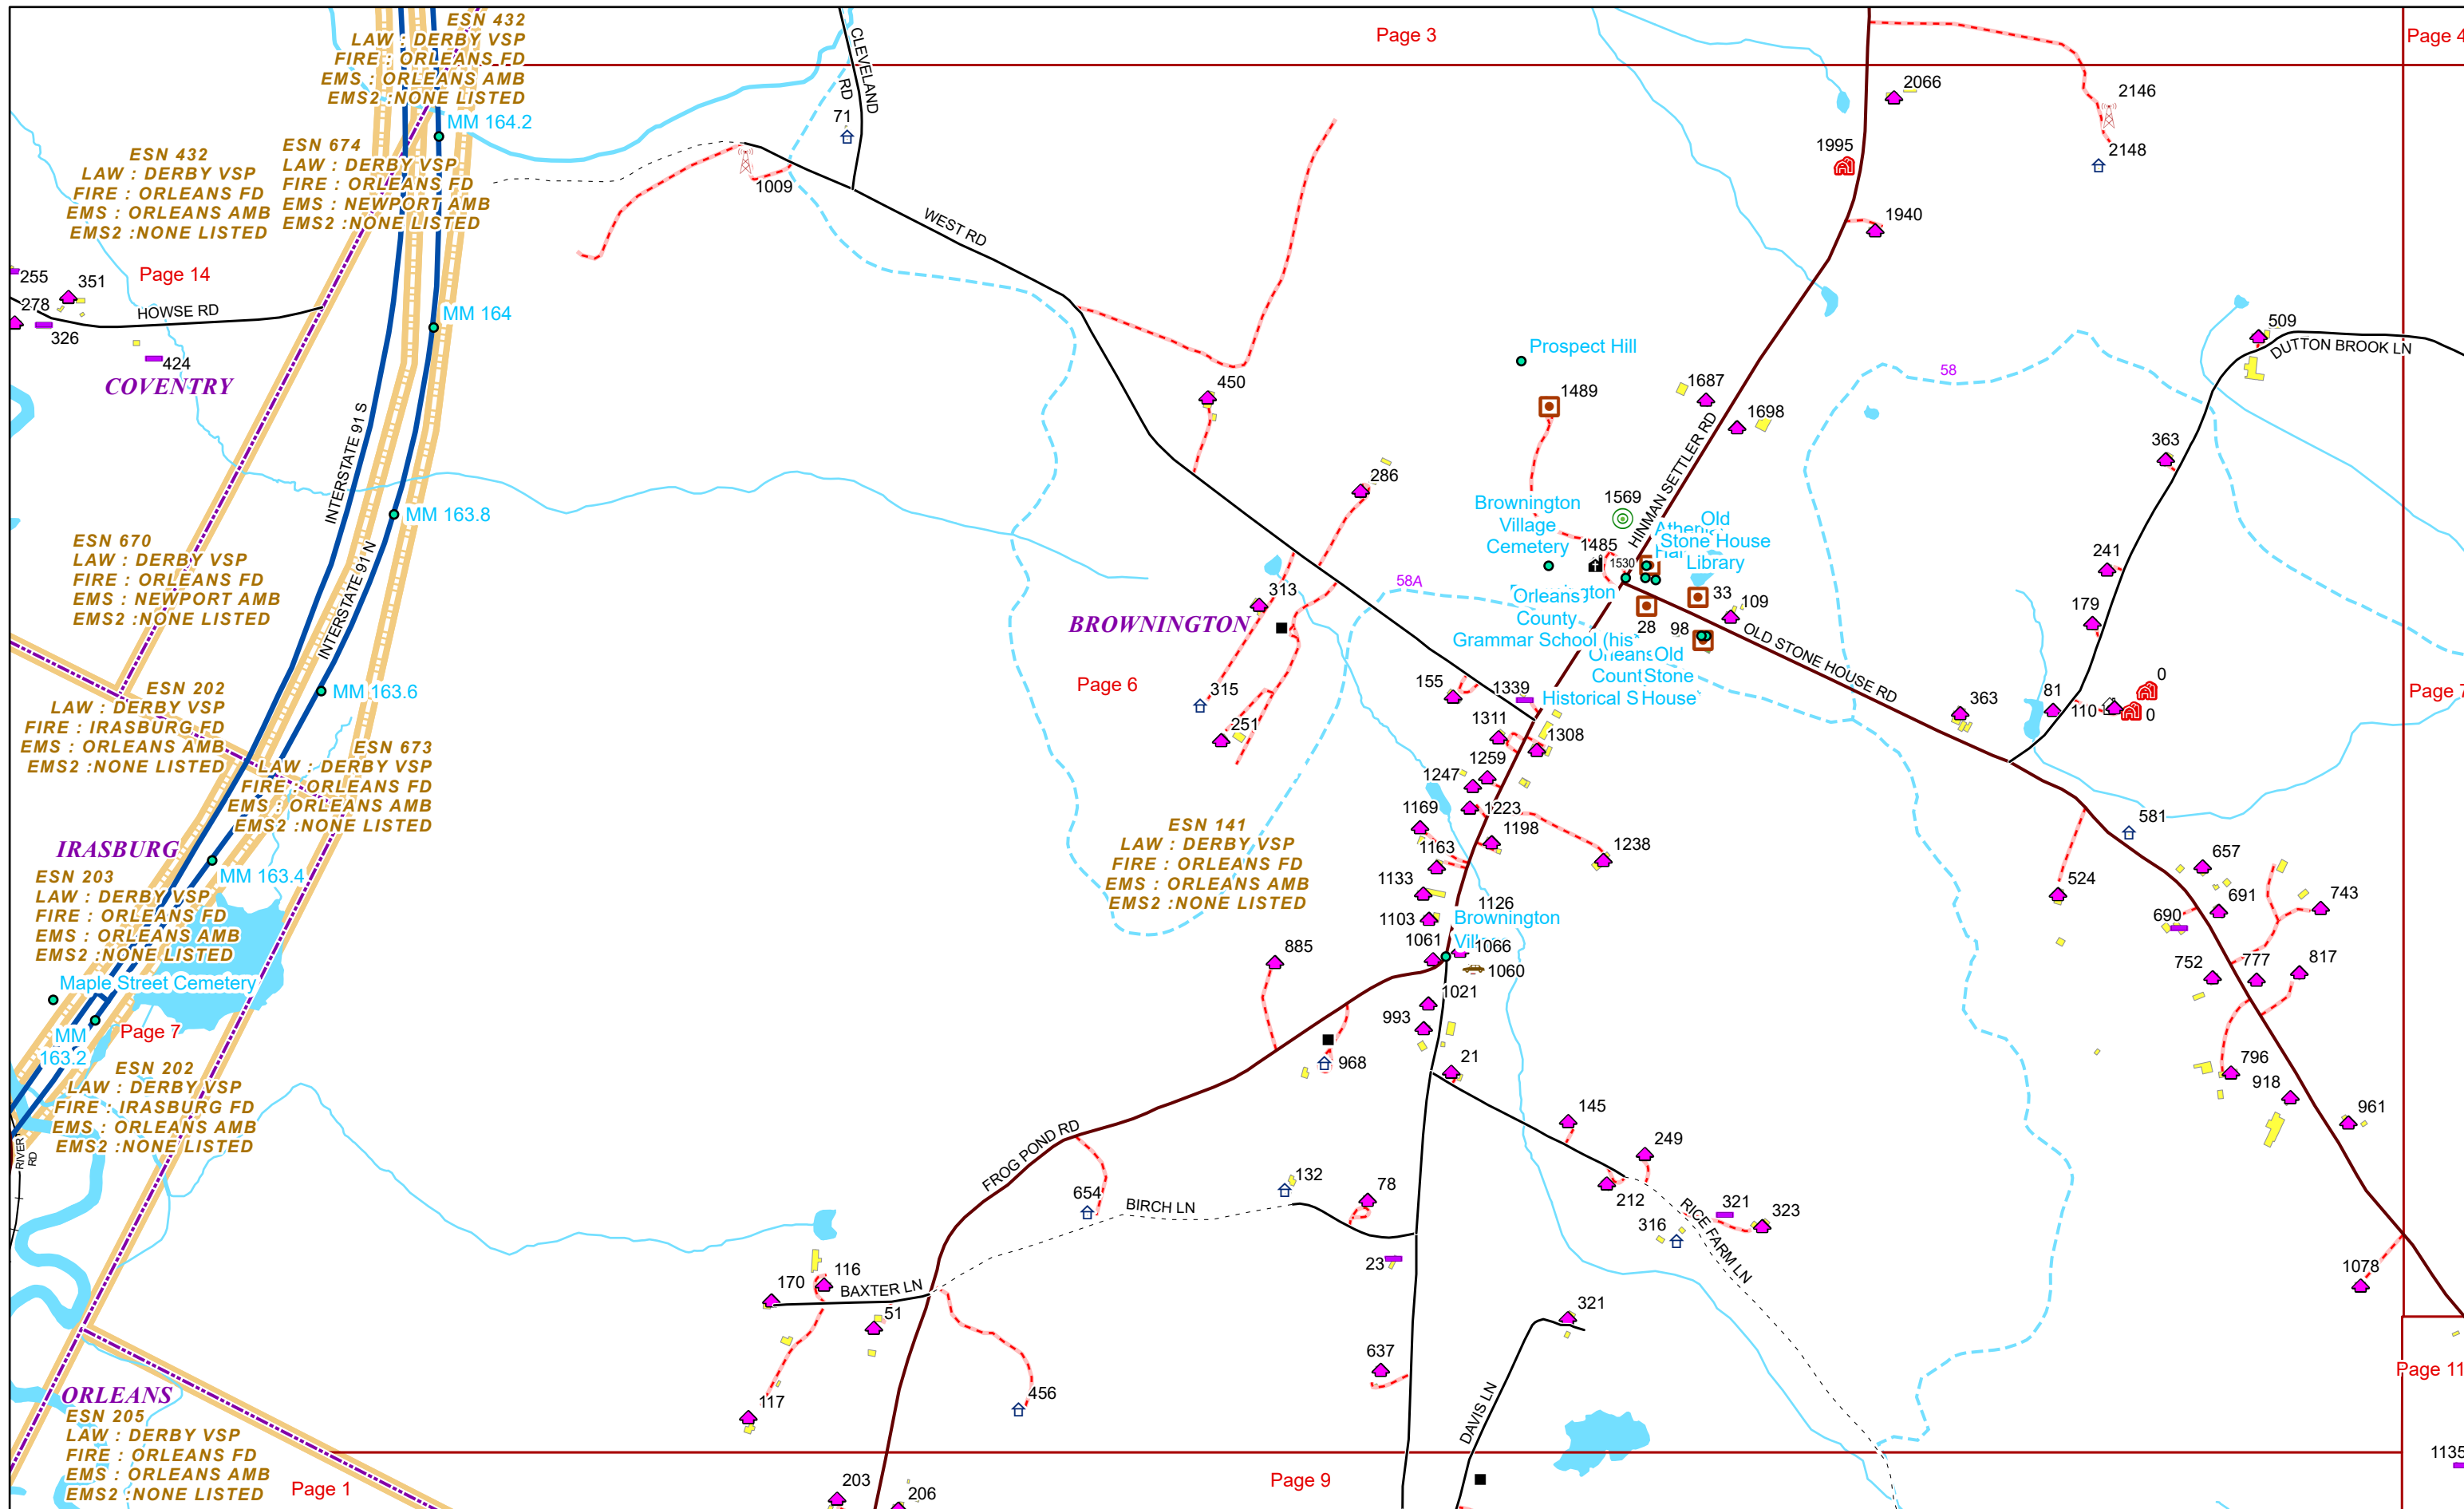 Page 3
Page 4
ESN 432
LAW : DERBY VSP
FIRE : ORLEANS FD
EMS : ORLEANS AMB
EMS2 :NONE LISTED
MM 164.2
CLEVELAND RD
71
2066
2146
2148
1995
1940
ESN 432
LAW : DERBY VSP
FIRE : ORLEANS FD
EMS : ORLEANS AMB
EMS2 :NONE LISTED
ESN 674
LAW : DERBY VSP
FIRE : ORLEANS FD
EMS : NEWPORT AMB
EMS2 :NONE LISTED
1009
WEST RD
255
351
Page 14
278
326
HOWSE RD
424
COVENTRY
MM 164
INTERSTATE 91 S
MM 163.8
INTERSTATE 91 N
Prospect Hill
1489
450
286
1687
1698
HINMAN SETTLER RD
58
509
DUTTON BROOK LN
363
241
179
ESN 670
LAW : DERBY VSP
FIRE : ORLEANS FD
EMS : NEWPORT AMB
EMS2 :NONE LISTED
Brownington
Village
Cemetery
1569
1485
1530
Old
Stone House
Library
58A
313
BROWNINGTON
Orleans
County
Grammar School (his
33
109
28
98
OLD STONE HOUSE RD
Old
Stone
House
Historical S
Page 6
315
251
155
1339
1311
1308
1259
1247
1223
1169
1198
1163
1238
1133
1126
1103
Brownington
1061
1066
1060
363
81
110
0
0
Page 7
581
524
657
691
690
743
752
777
817
796
918
961
1078
MM 163.6
ESN 202
LAW : DERBY VSP
FIRE : IRASBURG FD
EMS : ORLEANS AMB
EMS2 :NONE LISTED
ESN 673
LAW : DERBY VSP
FIRE : ORLEANS FD
EMS : ORLEANS AMB
EMS2 :NONE LISTED
IRASBURG
MM 163.4
ESN 203
LAW : DERBY VSP
FIRE : ORLEANS FD
EMS : ORLEANS AMB
EMS2 :NONE LISTED
Maple Street Cemetery
MM
163.2
Page 7
ESN 202
LAW : DERBY VSP
FIRE : IRASBURG FD
EMS : ORLEANS AMB
EMS2 :NONE LISTED
RIVER RD
ESN 141
LAW : DERBY VSP
FIRE : ORLEANS FD
EMS : ORLEANS AMB
EMS2 :NONE LISTED
885
968
1021
993
21
145
249
212
316
321
323
RICE FARM LN
FROG POND RD
654
BIRCH LN
132
78
23
170
116
BAXTER LN
51
117
456
637
321
DAVIS LN
Page 11
1135
ORLEANS
ESN 205
LAW : DERBY VSP
FIRE : ORLEANS FD
EMS : ORLEANS AMB
EMS2 :NONE LISTED
Page 1
203
206
Page 9